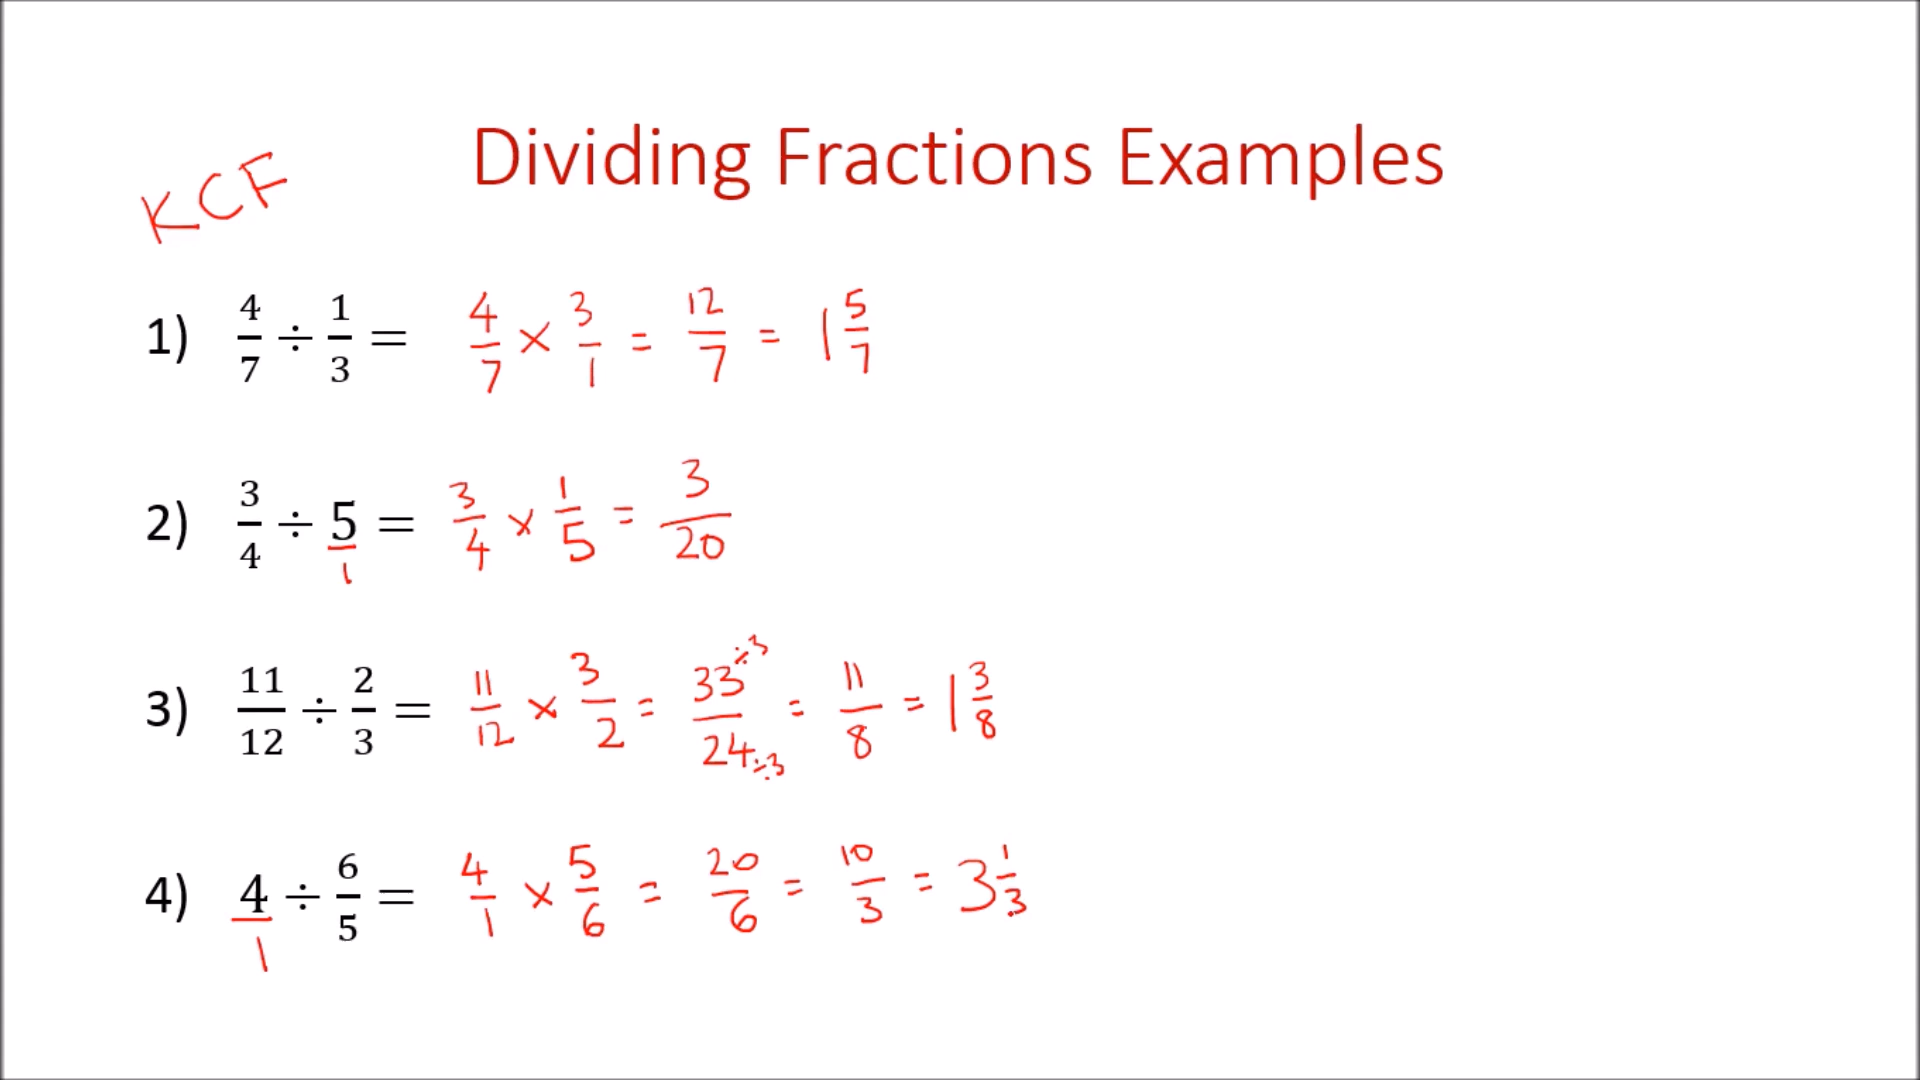 Dividing Fractions Examples
KCF
1) 4/7 ÷ 1/3 = 4/7 × 3/1 = 12/7 = 1 5/7
2) 3/4 ÷ 5/1 = 3/4 × 1/5 = 3/20
3) 11/12 ÷ 2/3 = 11/12 × 3/2 = 33÷3/24÷3 = 11/8 = 1 3/8
4) 4/1 ÷ 6/5 = 4/1 × 5/6 = 20/6 = 10/3 = 3 1/3